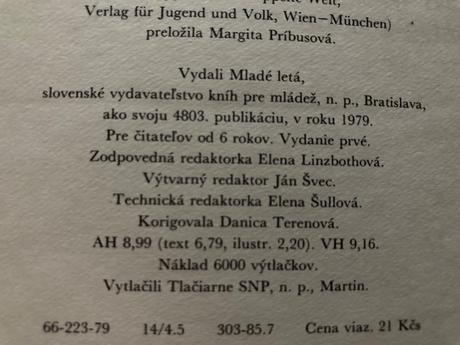 Welt,
Verlag für Jugend und Volk, Wien—München)
preložila Margita Príbusová.
Vydali Mladé letá,
slovenské vydavateľstvo kníh pre mládež, n. p., Bratislava,
ako svoju 4803. publikáciu, v roku 1979.
Pre čitateľov od 6 rokov. Vydanie prvé.
Zodpovedná redaktorka Elena Linzbothová.
Výtvarný redaktor Ján Švec.
Technická redaktorka Elena Šullová.
Korigovala Danica Terenová.
AH 8,99 (text 6,79, ilustr. 2,20). VH 9,16.
Náklad 6000 výtlačkov.
Vytlačili Tlačiarne SNP, n. p., Martin.
66-223-79 14/4.5 303-85.7 Cena viaz. 21 Kčs